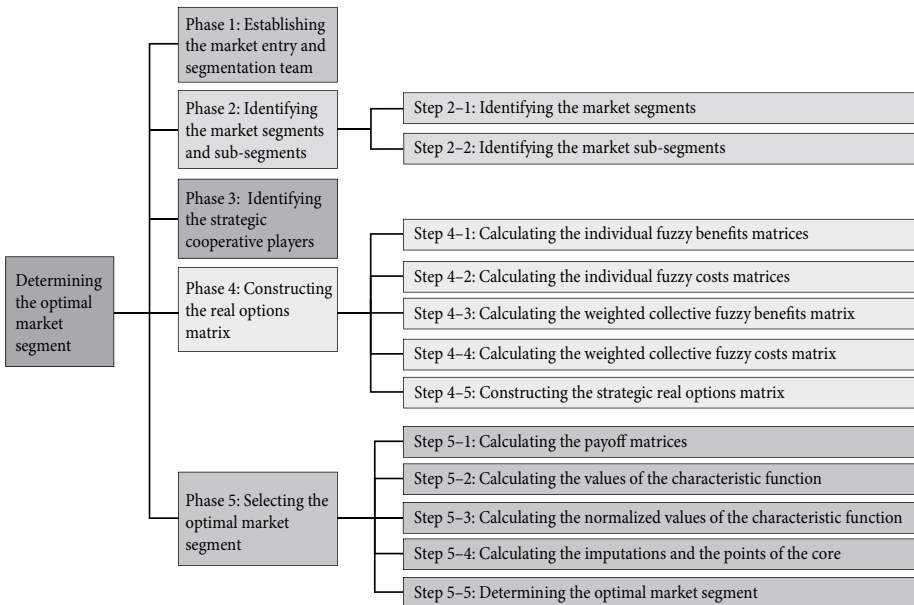 Determining
the optimal
market
segment
Phase 1: Establishing
the market entry and
segmentation team
Phase 2: Identifying
the market segments
and sub-segments
Step 2–1: Identifying the market segments
Step 2–2: Identifying the market sub-segments
Phase 3: Identifying
the strategic
cooperative players
Phase 4: Constructing
the real options
matrix
Step 4–1: Calculating the individual fuzzy benefits matrices
Step 4–2: Calculating the individual fuzzy costs matrices
Step 4–3: Calculating the weighted collective fuzzy benefits matrix
Step 4–4: Calculating the weighted collective fuzzy costs matrix
Step 4–5: Constructing the strategic real options matrix
Phase 5: Selecting the
optimal market
segment
Step 5–1: Calculating the payoff matrices
Step 5–2: Calculating the values of the characteristic function
Step 5–3: Calculating the normalized values of the characteristic function
Step 5–4: Calculating the imputations and the points of the core
Step 5–5: Determining the optimal market segment